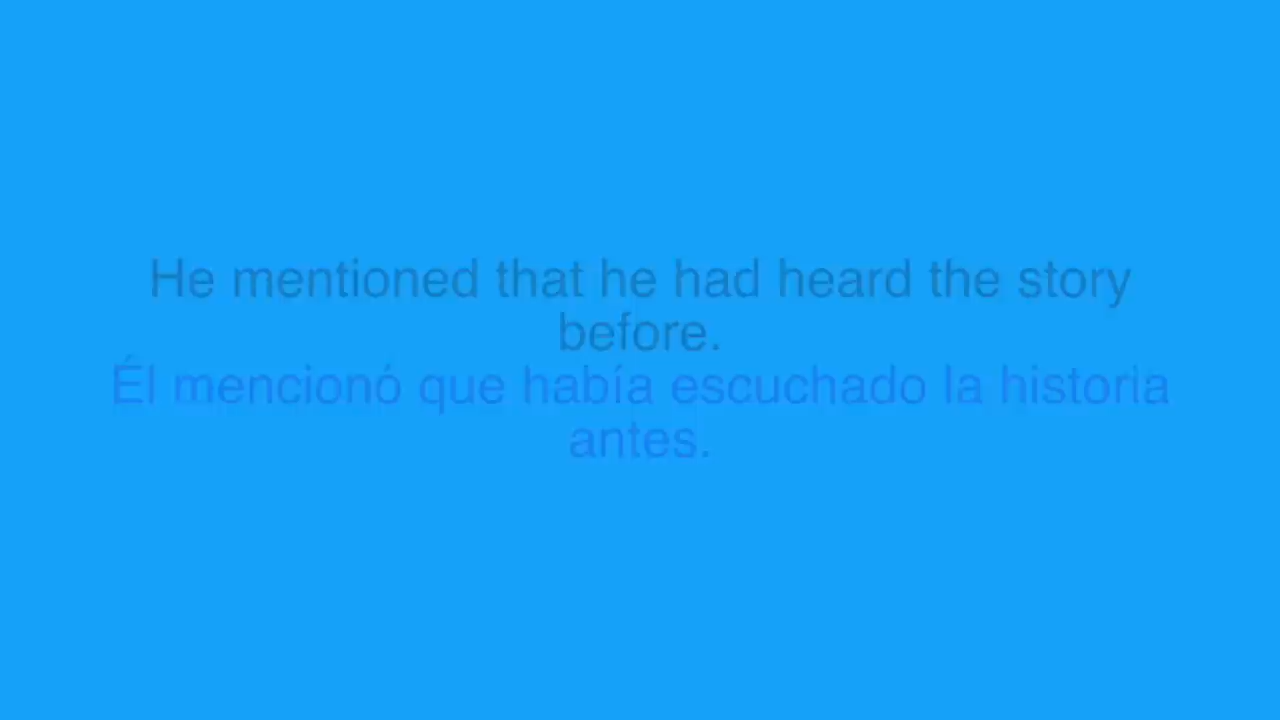 He mentioned that he had heard the story
before.
Él mencionó que había escuchado la historia
antes.